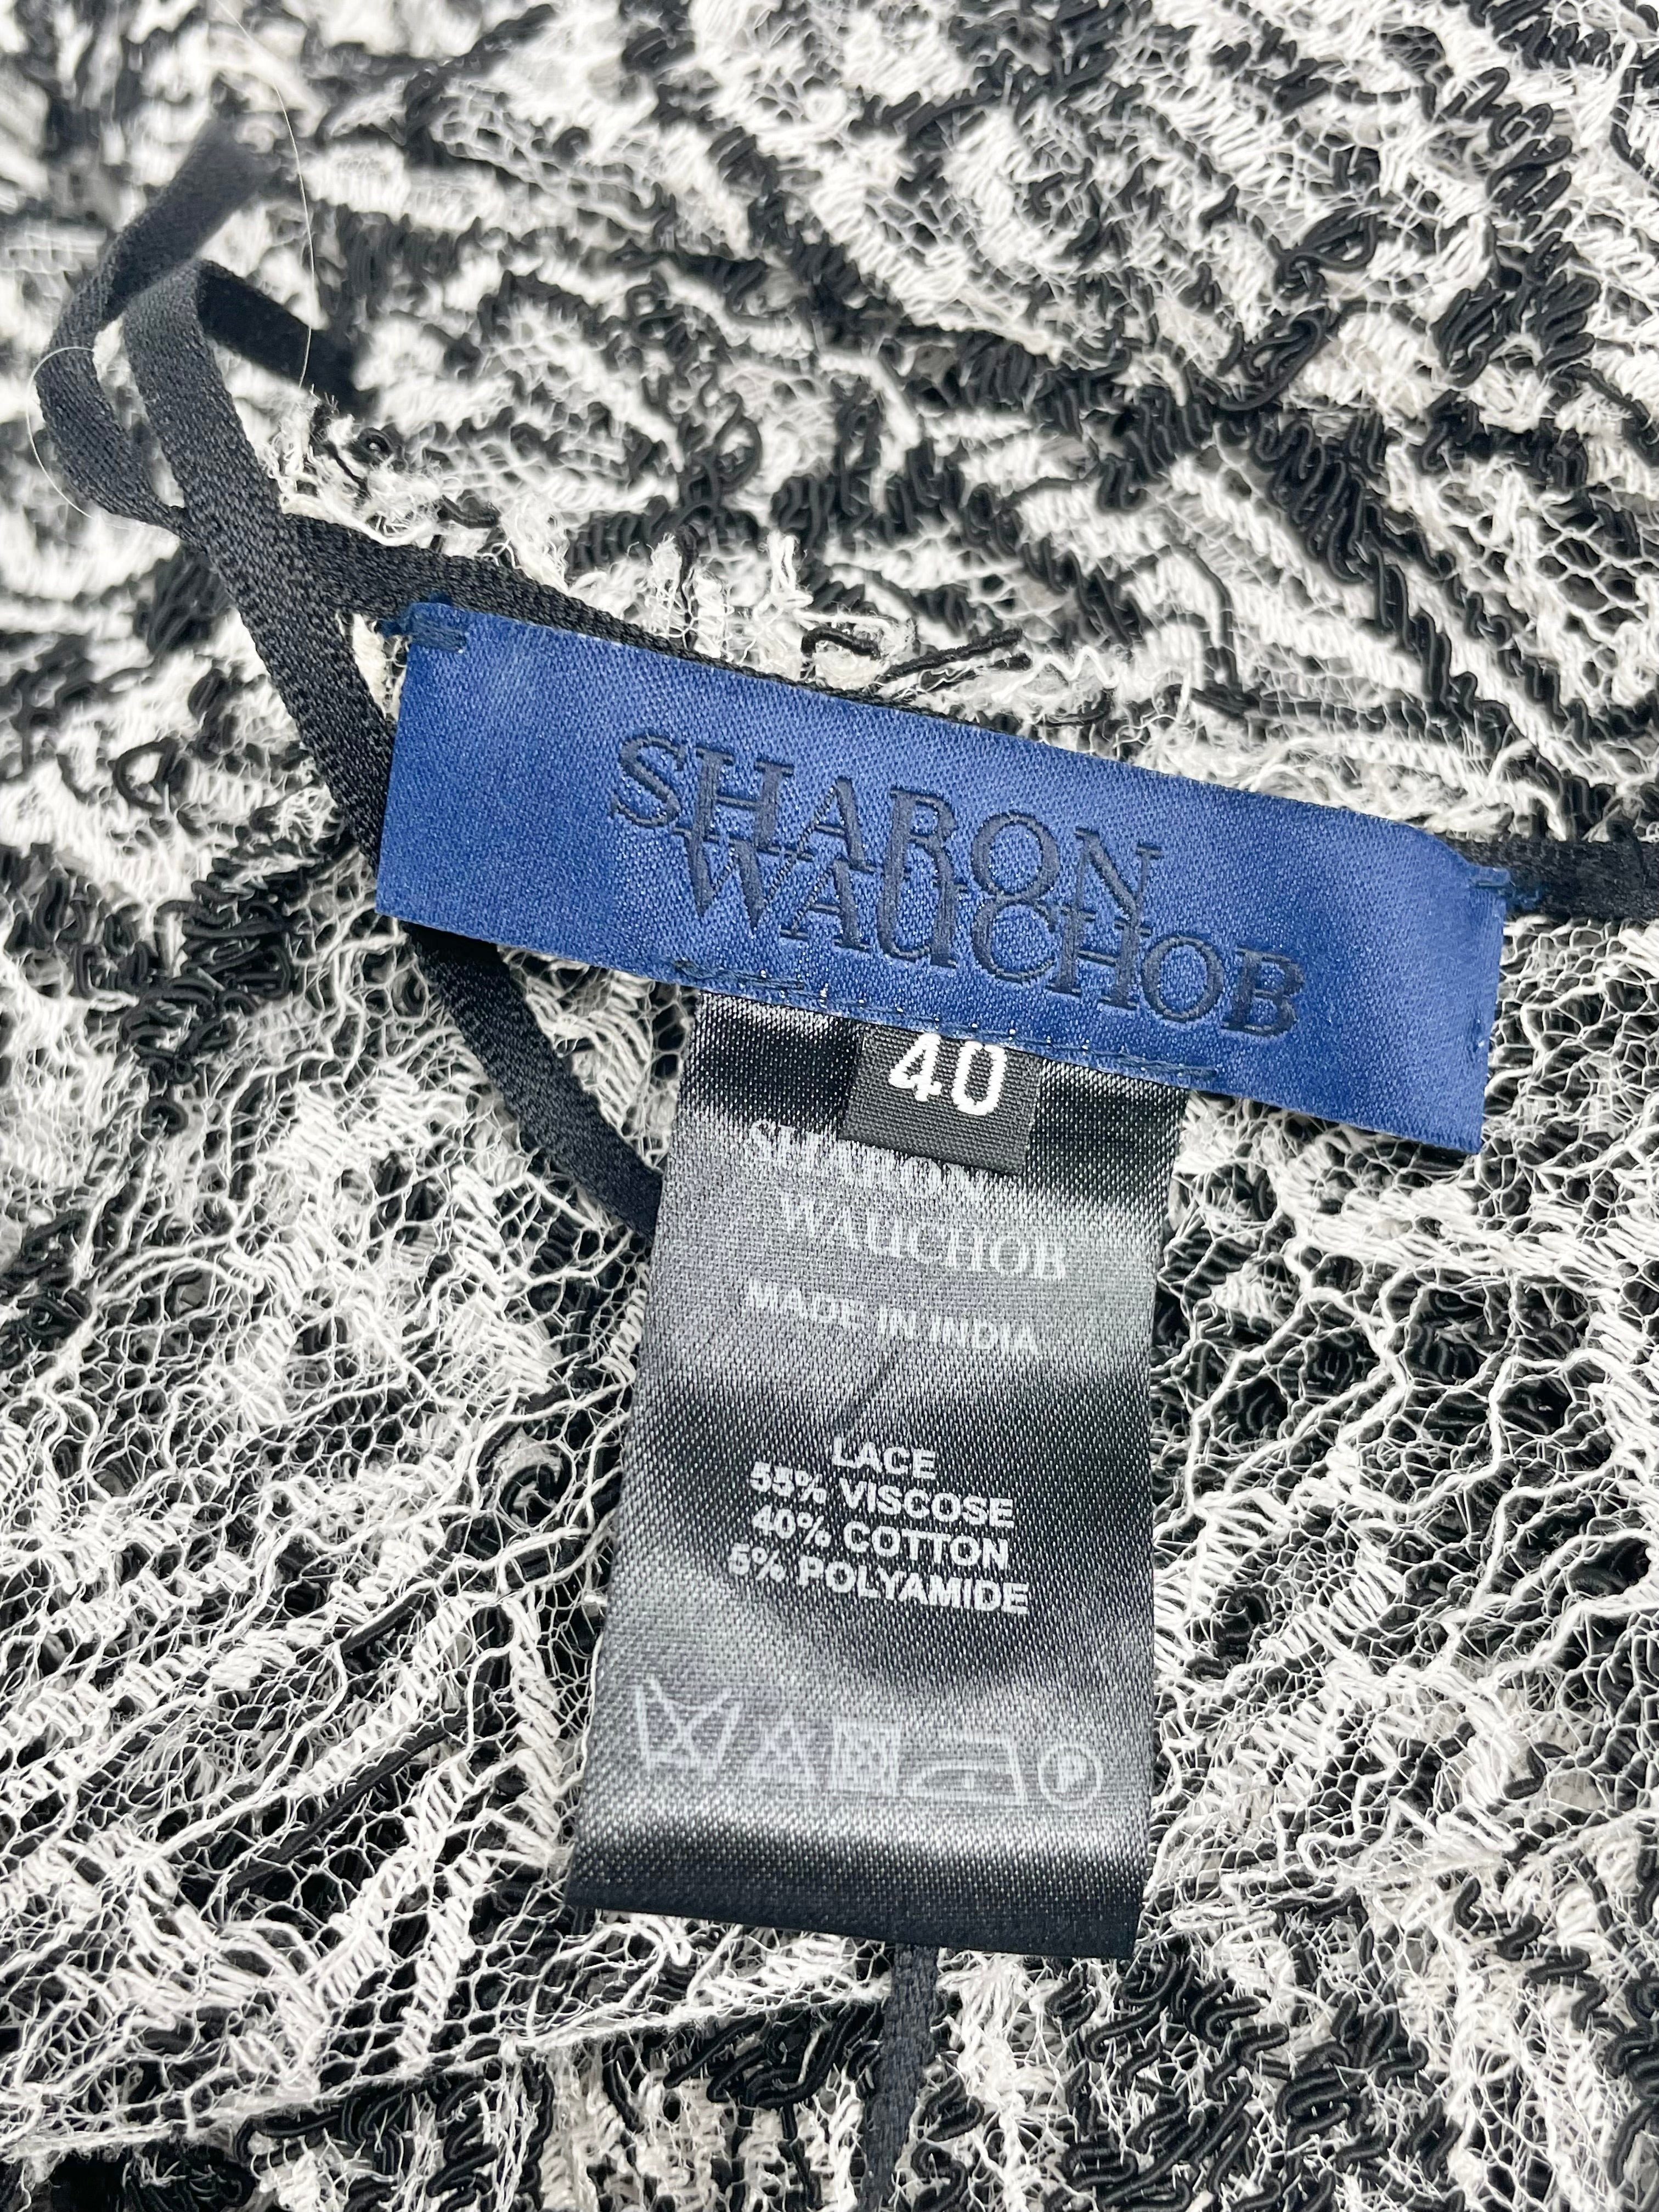 SHARON
WAUCHOB
40
SHARON
WAUCHOB
MADE IN INDIA
LACE
55% VISCOSE
40% COTTON
5% POLYAMIDE
P